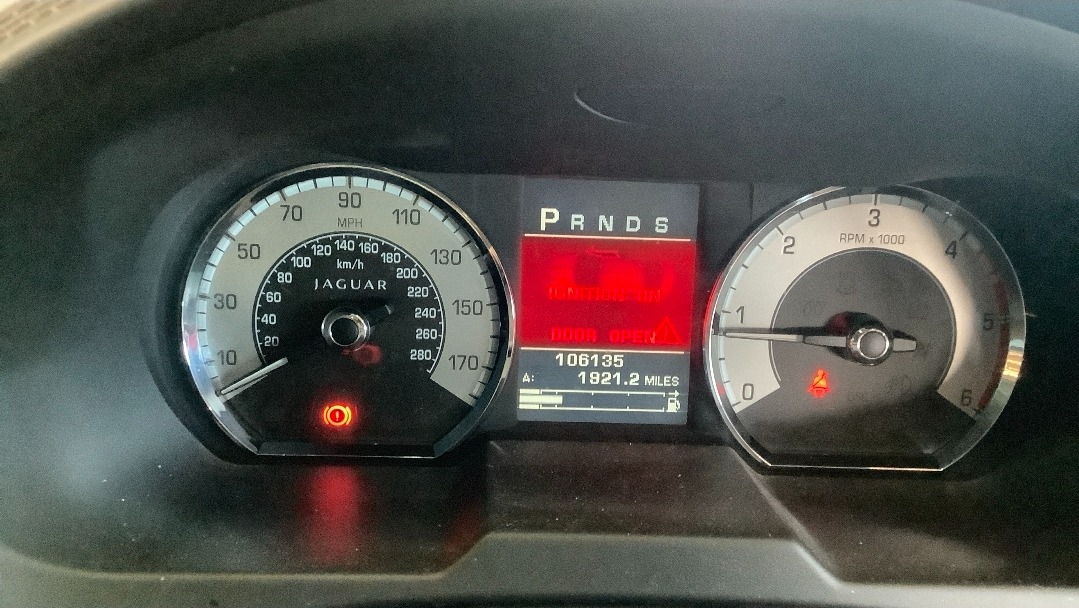 10 30 50 70 90 110 130 150 170
MPH
20 40 60 80 100 120 140 160 180 200 220 240 260 280
km/h
JAGUAR
P R N D S
IGNITION ON
DOOR OPEN
106135
A: 1921.2 MILES
0 1 2 3 4 5 6
RPM x 1000